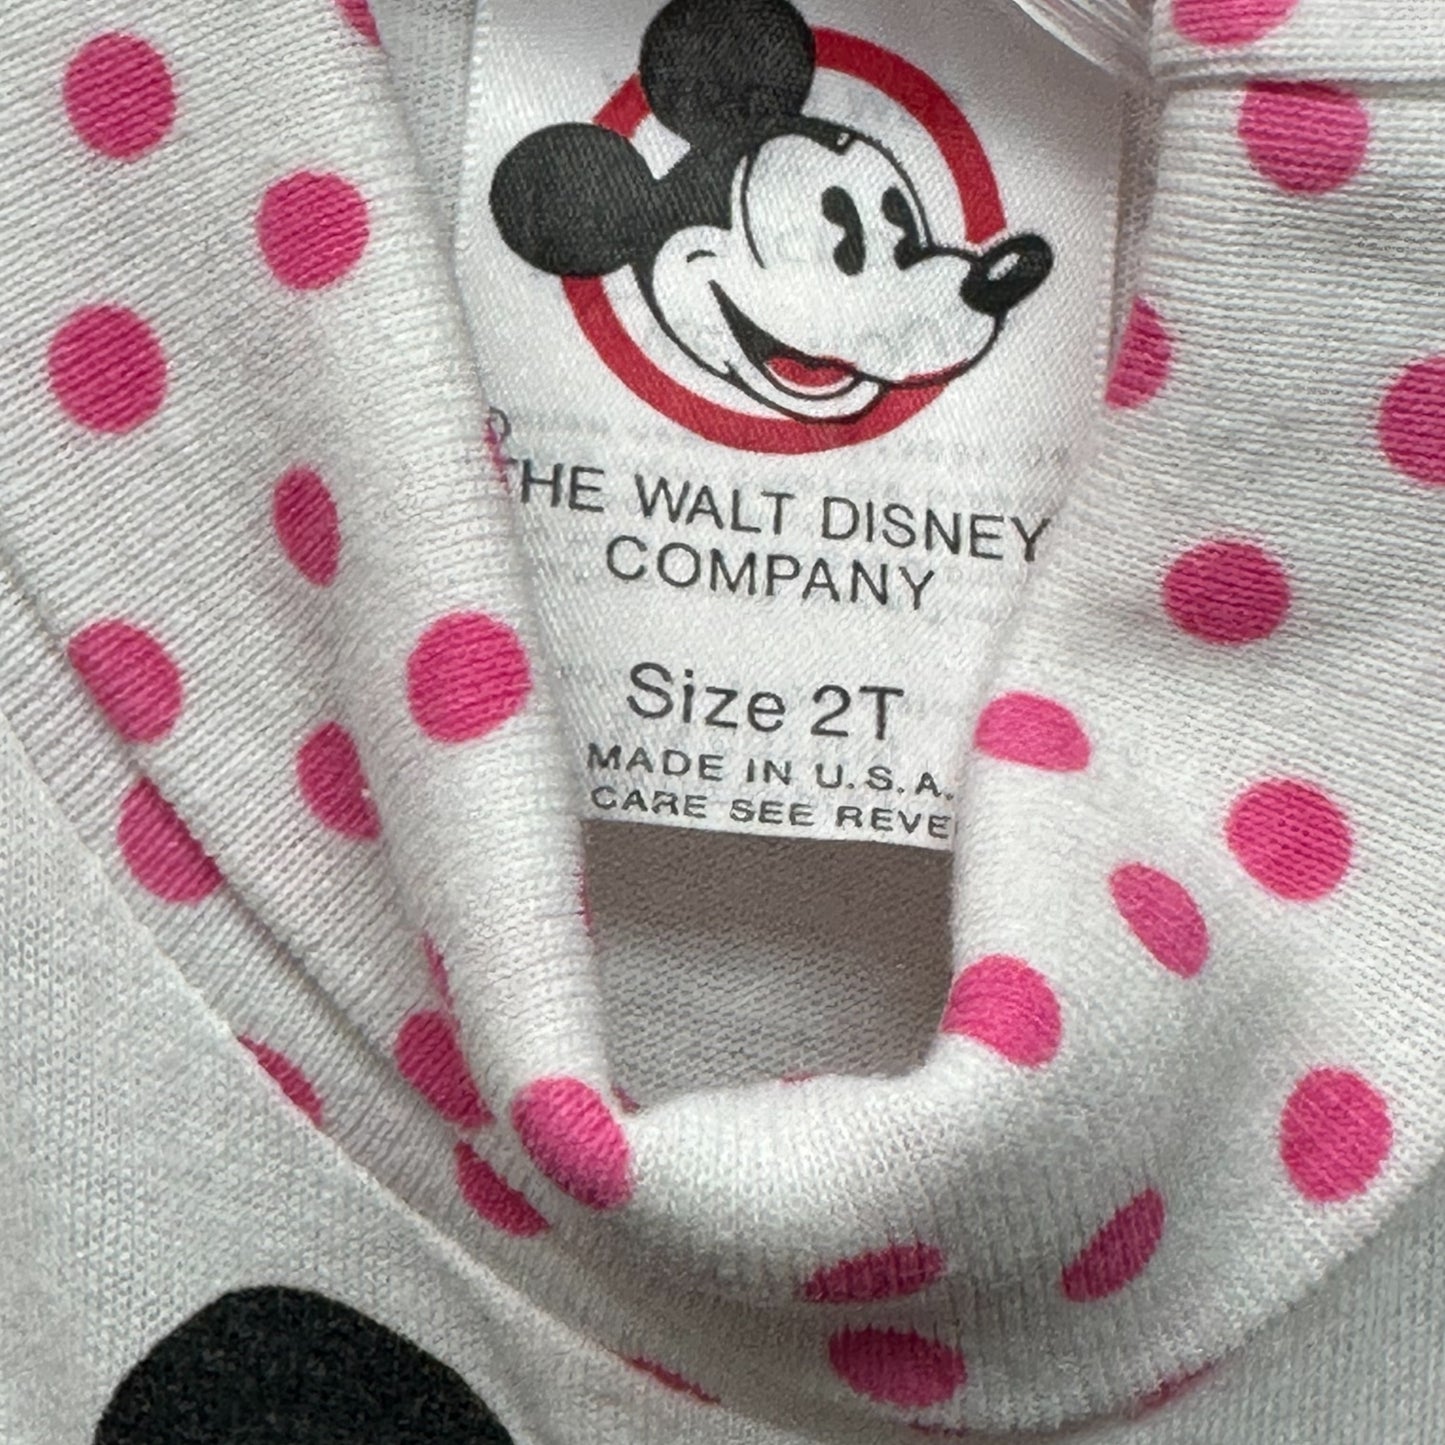 THE WALT DISNEY
COMPANY
Size 2T
MADE IN U.S.A.
CARE SEE REVE